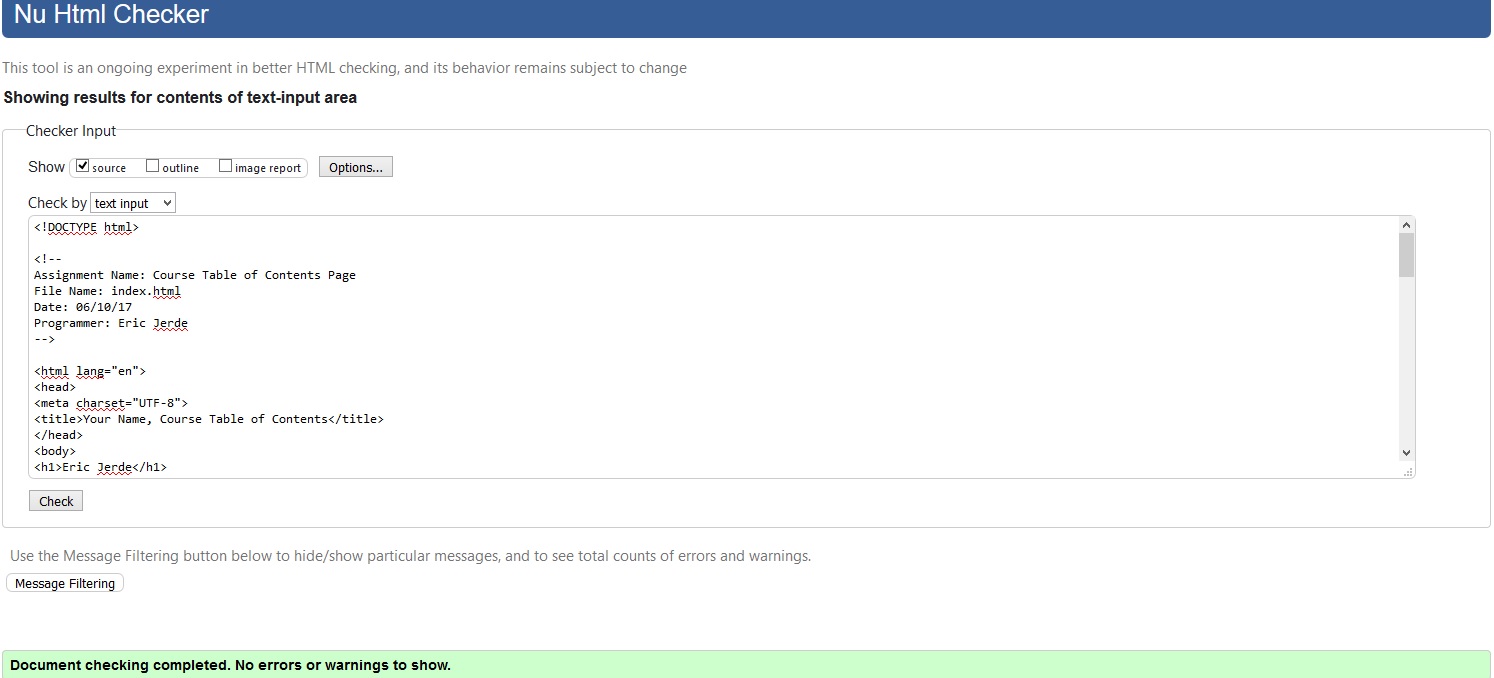 Nu Html Checker
This tool is an ongoing experiment in better HTML checking, and its behavior remains subject to change
Showing results for contents of text-input area
Checker Input
Show source outline image report Options...
Check by text input
<!DOCTYPE html>
<!--
Assignment Name: Course Table of Contents Page
File Name: index.html
Date: 06/10/17
Programmer: Eric Jerde
-->
<html lang="en">
<head>
<meta charset="UTF-8">
<title>Your Name, Course Table of Contents</title>
</head>
<body>
<h1>Eric Jerde</h1>
Check
Use the Message Filtering button below to hide/show particular messages, and to see total counts of errors and warnings.
Message Filtering
Document checking completed. No errors or warnings to show.